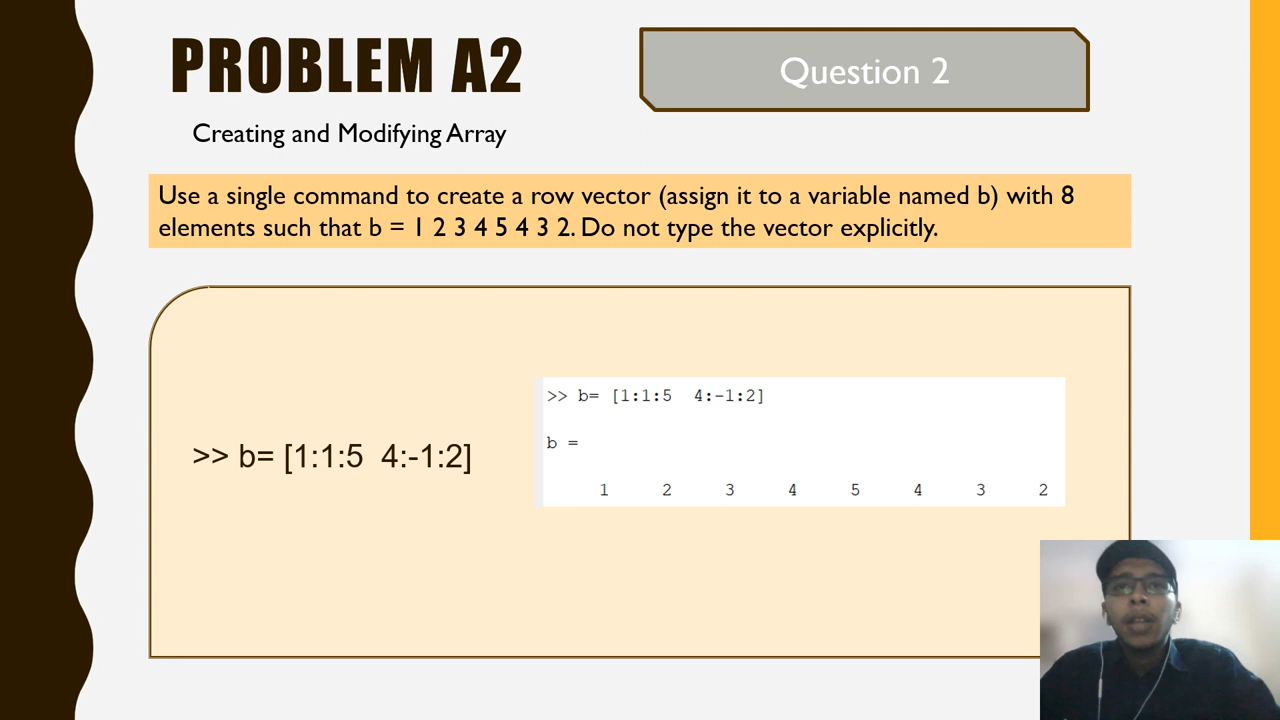 PROBLEM A2
Question 2
Creating and Modifying Array
Use a single command to create a row vector (assign it to a variable named b) with 8
elements such that b = 1 2 3 4 5 4 3 2. Do not type the vector explicitly.
>> b= [1:1:5  4:-1:2]
>> b= [1:1:5  4:-1:2]
b =
1 2 3 4 5 4 3 2